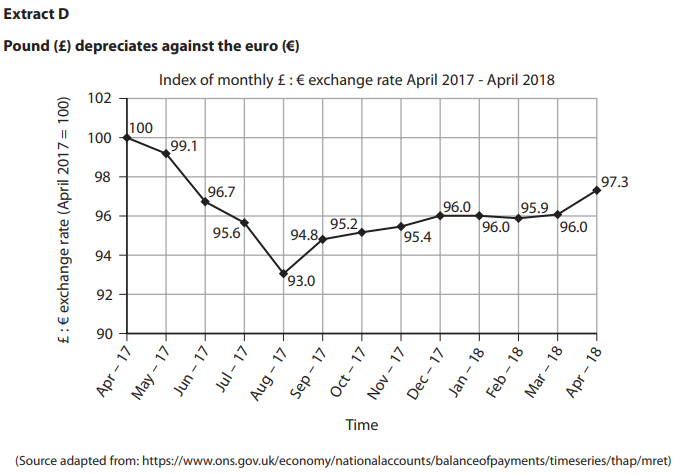 Extract D
Pound (£) depreciates against the euro (€)
Index of monthly £ : € exchange rate April 2017 - April 2018
£ : € exchange rate (April 2017 = 100)
102
100
98
96
94
92
90
100
99.1
96.7
95.6
93.0
94.8
95.2
95.4
96.0
96.0
95.9
96.0
97.3
Apr – 17
May – 17
Jun – 17
Jul – 17
Aug – 17
Sep – 17
Oct – 17
Nov – 17
Dec – 17
Jan – 18
Feb – 18
Mar – 18
Apr – 18
Time
(Source adapted from: https://www.ons.gov.uk/economy/nationalaccounts/balanceofpayments/timeseries/thap/mret)